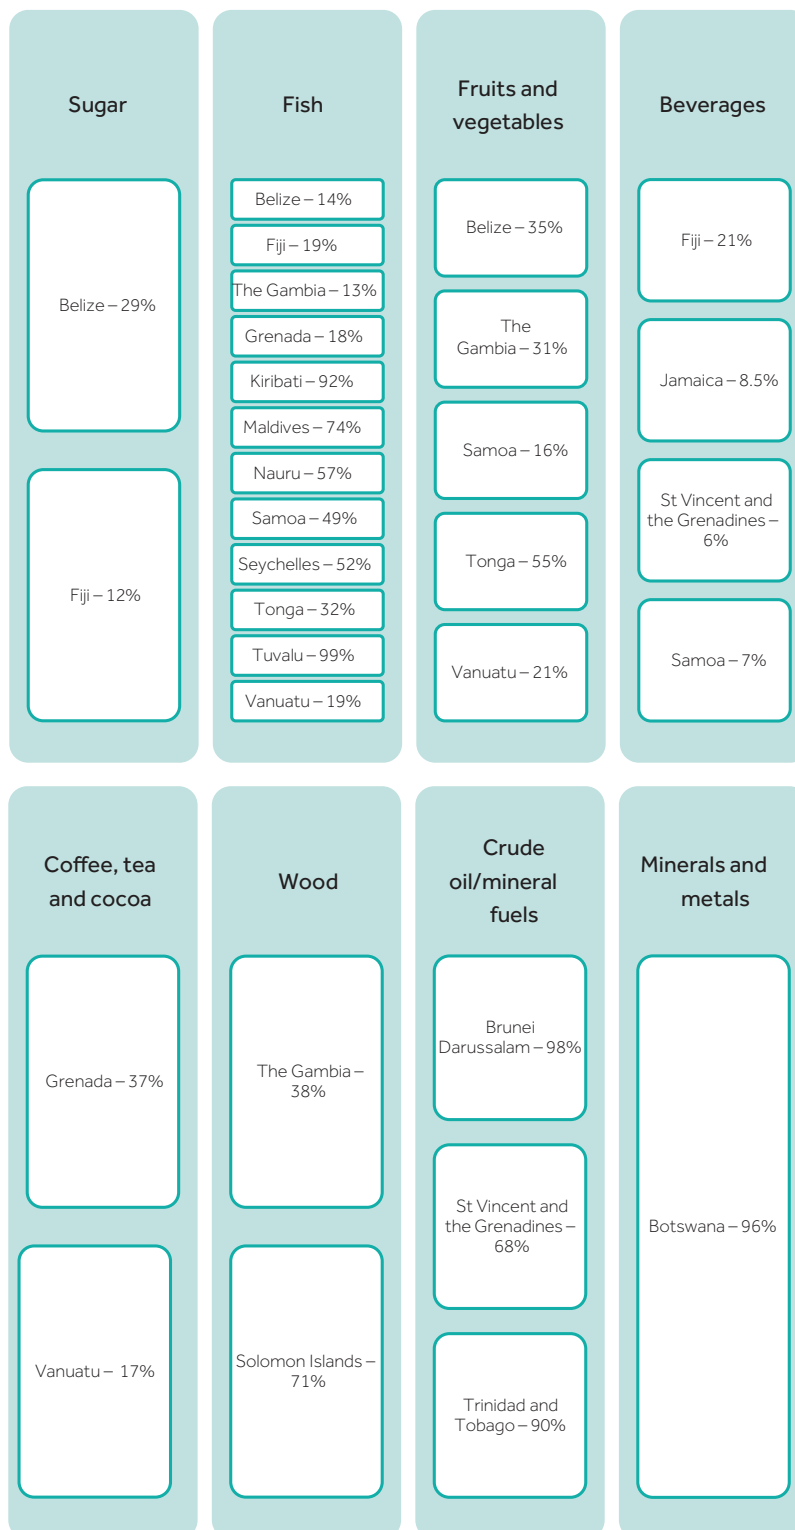 Sugar
Belize – 29%
Fiji – 12%
Fish
Belize – 14%
Fiji – 19%
The Gambia – 13%
Grenada – 18%
Kiribati – 92%
Maldives – 74%
Nauru – 57%
Samoa – 49%
Seychelles – 52%
Tonga – 32%
Tuvalu – 99%
Vanuatu – 19%
Fruits and
vegetables
Belize – 35%
The
Gambia – 31%
Samoa – 16%
Tonga – 55%
Vanuatu – 21%
Beverages
Fiji – 21%
Jamaica – 8.5%
St Vincent and
the Grenadines –
6%
Samoa – 7%
Coffee, tea
and cocoa
Grenada – 37%
Vanuatu –  17%
Wood
The Gambia –
38%
Solomon Islands –
71%
Crude
oil/mineral
fuels
Brunei
Darussalam – 98%
St Vincent and
the Grenadines –
68%
Trinidad and
Tobago – 90%
Minerals and
metals
Botswana – 96%